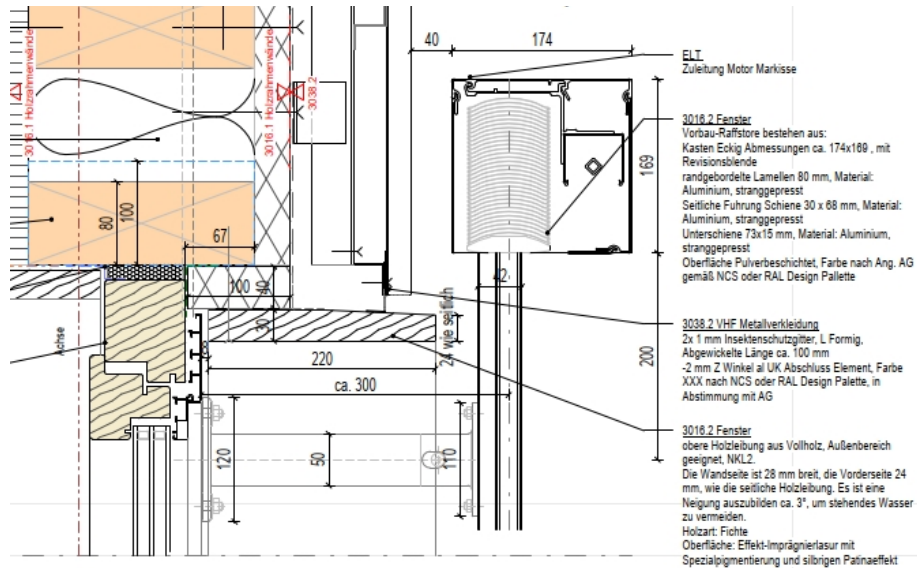 3016.1 Holzrahmenwände
3016.1 Holzrahmenwände
3038.2
40
174
169
80
100
67
100
40
30
24 wie seitlich
42
220
ca. 300
200
120
50
110
8
Achse
ELT
Zuleitung Motor Markisse
3016.2 Fenster
Vorbau-Raffstore bestehen aus:
Kasten Eckig Abmessungen ca. 174x169 , mit
Revisionsblende
randgebordelte Lamellen 80 mm, Material:
Aluminium, stranggepresst
Seitliche Fuhrung Schiene 30 x 68 mm, Material:
Aluminium, stranggepresst
Unterschiene 73x15 mm, Material: Aluminium,
stranggepresst
Oberfläche Pulverbeschichtet, Farbe nach Ang. AG
gemäß NCS oder RAL Design Pallette
3038.2 VHF Metallverkleidung
2x 1 mm Insektenschutzgitter, L Formig,
Abgewickelte Länge ca. 100 mm
-2 mm Z Winkel al UK Abschluss Element, Farbe
XXX nach NCS oder RAL Design Palette, in
Abstimmung mit AG
3016.2 Fenster
obere Holzleibung aus Vollholz, Außenbereich
geeignet, NKL2.
Die Wandseite ist 28 mm breit, die Vorderseite 24
mm, wie die seitliche Holzleibung. Es ist eine
Neigung auszubilden ca. 3°, um stehendes Wasser
zu vermeiden.
Holzart: Fichte
Oberfläche: Effekt-Imprägnierlasur mit
Spezialpigmentierung und silbrigen Patinaeffekt